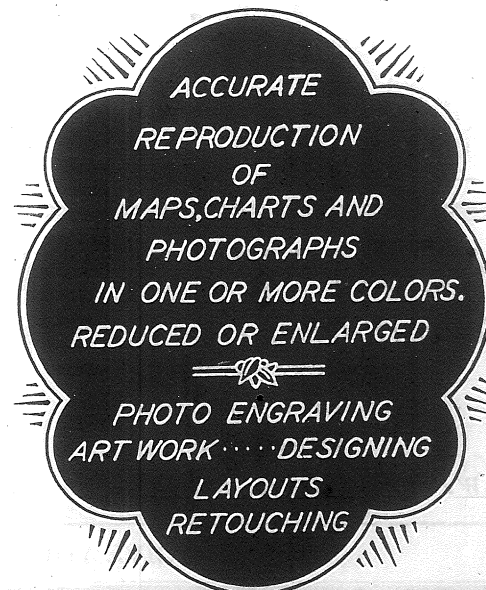 ACCURATE
REPRODUCTION
OF
MAPS,CHARTS AND
PHOTOGRAPHS
IN ONE OR MORE COLORS.
REDUCED OR ENLARGED
PHOTO ENGRAVING
ART WORK·····DESIGNING
LAYOUTS
RETOUCHING